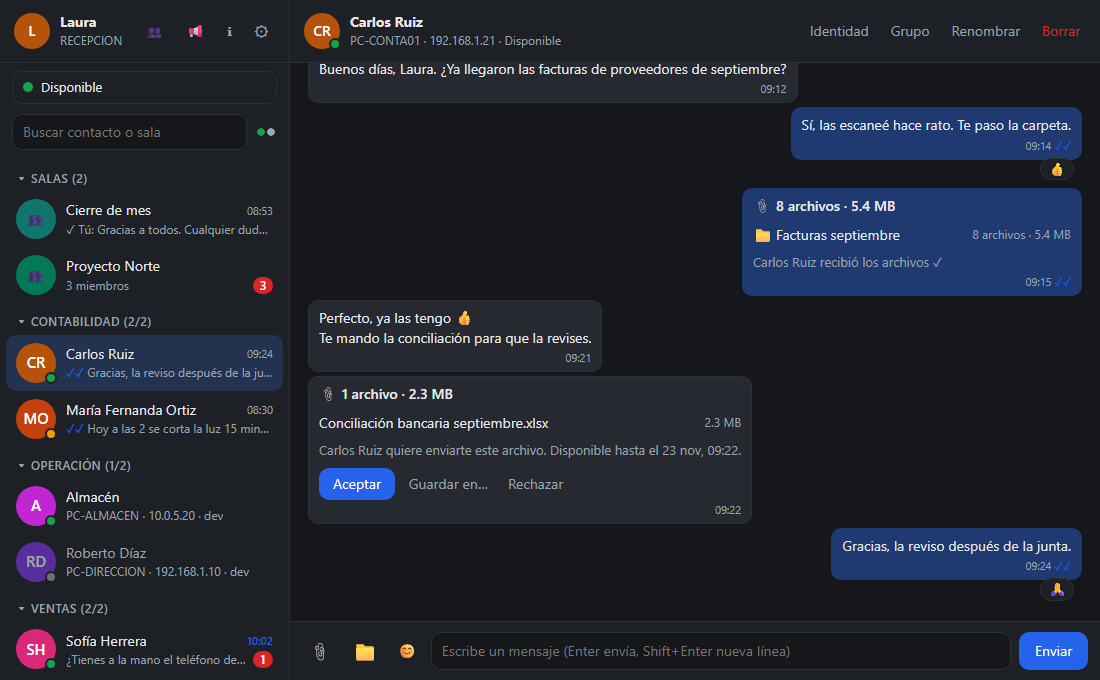 L
Laura
RECEPCION
Disponible
Buscar contacto o sala
SALAS (2)
Cierre de mes
08:53
✓ Tú: Gracias a todos. Cualquier dud...
Proyecto Norte
3 miembros
3
CONTABILIDAD (2/2)
CR
Carlos Ruiz
09:24
✓✓ Gracias, la reviso después de la ju...
MO
María Fernanda Ortiz
08:30
✓✓ Hoy a las 2 se corta la luz 15 min...
OPERACIÓN (1/2)
A
Almacén
PC-ALMACEN · 10.0.5.20 · dev
RD
Roberto Díaz
PC-DIRECCION · 192.168.1.10 · dev
VENTAS (2/2)
SH
Sofía Herrera
10:02
¿Tienes a la mano el teléfono de...
1
CR
Carlos Ruiz
PC-CONTA01 · 192.168.1.21 · Disponible
Identidad
Grupo
Renombrar
Borrar
Buenos días, Laura. ¿Ya llegaron las facturas de proveedores de septiembre?
09:12
Sí, las escaneé hace rato. Te paso la carpeta.
09:14 ✓✓
👍
8 archivos · 5.4 MB
Facturas septiembre
8 archivos · 5.4 MB
Carlos Ruiz recibió los archivos ✓
09:15 ✓✓
Perfecto, ya las tengo 👍
Te mando la conciliación para que la revises.
09:21
1 archivo · 2.3 MB
Conciliación bancaria septiembre.xlsx
2.3 MB
Carlos Ruiz quiere enviarte este archivo. Disponible hasta el 23 nov, 09:22.
Aceptar
Guardar en...
Rechazar
09:22
Gracias, la reviso después de la junta.
09:24 ✓✓
🙏
Escribe un mensaje (Enter envía, Shift+Enter nueva línea)
Enviar